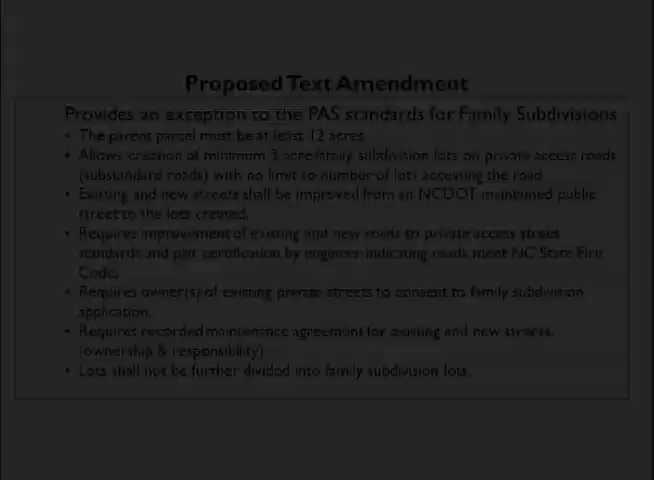 Proposed Text Amendment
Provides an exception to the PAS standards for Family Subdivisions
• The parent parcel must be at least 12 acres
• Allows creation of minimum 3 acre family subdivision lots on private access roads
(substandard roads) with no limit to number of lots accessing the road
• Existing and new streets shall be improved from an NCDOT maintained public
street to the lots created.
• Requires improvement of existing and new roads to private access street
standards and plat certification by engineer indicating roads meet NC State Fire
Code.
• Requires owner(s) of existing private streets to consent to family subdivision
application.
• Requires recorded maintenance agreement for existing and new streets.
(ownership & responsibility)
• Lots shall not be further divided into family subdivision lots.